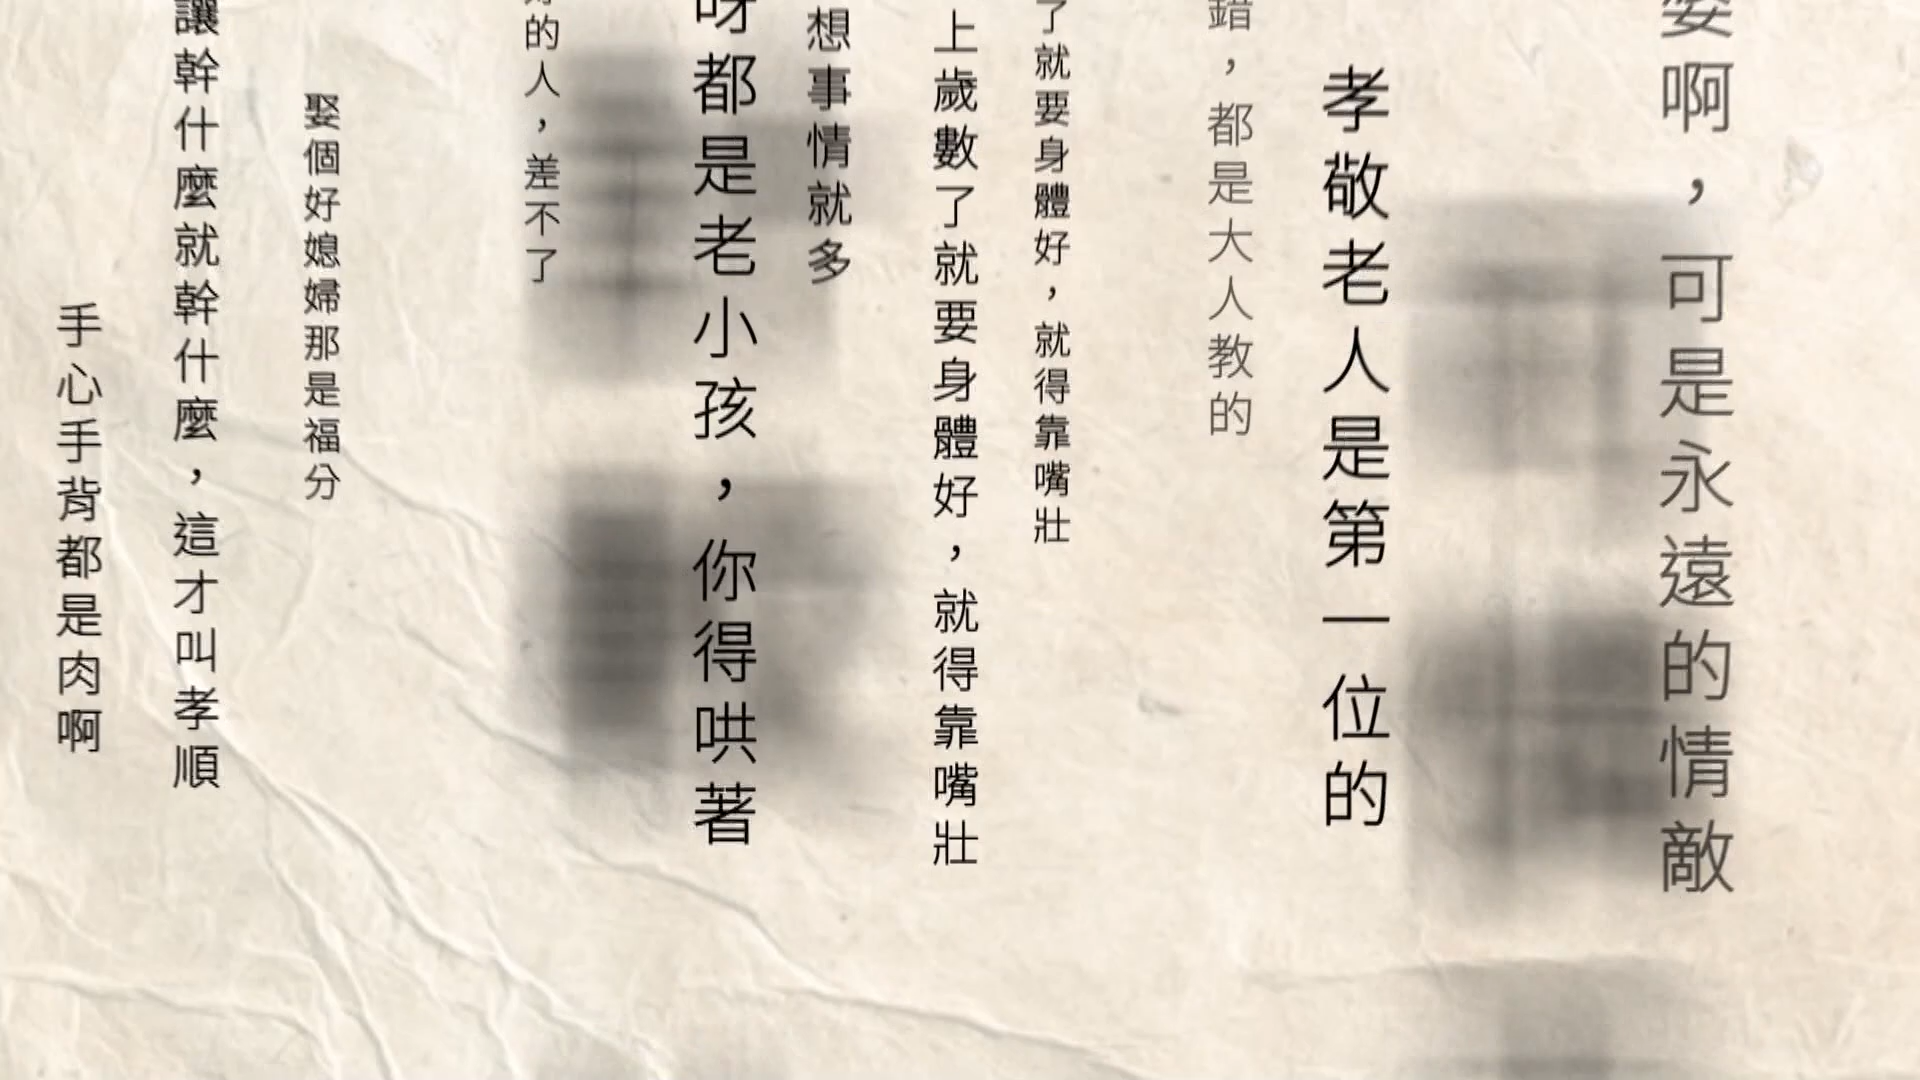 啊，可是永遠的情敵
孝敬老人是第一位的
錯，都是大人教的
了就要身體好，就得靠嘴壯
上歲數了就要身體好，就得靠嘴壯
想事情就多
呀都是老小孩，你得哄著
的人，差不了
娶個好媳婦那是福分
讓幹什麼就幹什麼，這才叫孝順
手心手背都是肉啊